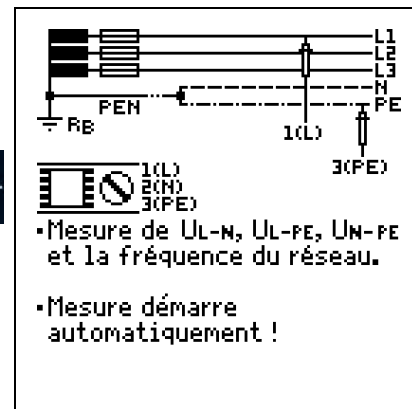 L1
L2
L3
N
PEN
PE
RB
1(L)
3(PE)
1(L)
2(N)
3(PE)
▪Mesure de UL-N, UL-PE, UN-PE
et la fréquence du réseau.
▪Mesure démarre
automatiquement !